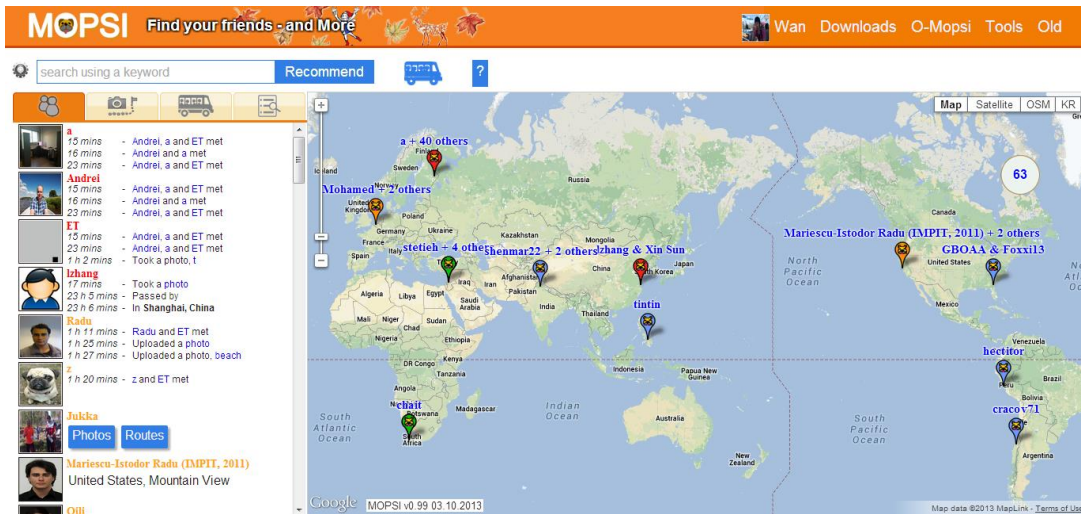 MOPSI Find your friends - and More
Wan Downloads O-Mopsi Tools Old
search using a keyword Recommend ?
a
15 mins - Andrei, a and ET met
16 mins - Andrei and a met
23 mins - Andrei, a and ET met
Andrei
15 mins - Andrei, a and ET met
16 mins - Andrei and a met
23 mins - Andrei, a and ET met
ET
15 mins - Andrei, a and ET met
23 mins - Andrei, a and ET met
1 h 2 mins - Took a photo, t
lzhang
17 mins - Took a photo
23 h 5 mins - Passed by
23 h 6 mins - In Shanghai, China
Radu
1 h 11 mins - Radu and ET met
1 h 25 mins - Uploaded a photo
1 h 27 mins - Uploaded a photo, beach
z
1 h 20 mins - z and ET met
Jukka
Photos Routes
Mariescu-Istodor Radu (IMPIT, 2011)
United States, Mountain View
Oili
Map Satellite OSM KR
a + 40 others
Sweden
Russia
63
Mohamed + 2 others
United
Kingdom
Poland
Canada
Germany
Ukraine
Kazakhstan
Mongolia
Mariescu-Istodor Radu (IMPIT, 2011) + 2 others
France
Italy
stetieh + 4 others
shenmar22 + 2 others
lzhang & Xin Sun
GBOAA & Foxxi13
Spain
Afghanistan
China
South Korea
Japan
North
Pacific
Ocean
United States
Iraq
Iran
Pakistan
Algeria
Libya
Egypt
Saudi
Arabia
India
Thailand
tintin
Mexico
Mali
Niger
Chad
Sudan
Nigeria
Ethiopia
Venezuela
hectitor
DR Congo
Kenya
Tanzania
Indonesia
Papua New
Guinea
Peru
Brazil
Angola
chait
Botswana
Madagascar
Indian
Ocean
Australia
Bolivia
cracov71
South
Atlantic
Ocean
South
Africa
South
Pacific
Ocean
Argentina
New
Zealand
Google MOPSI v0.99 03.10.2013
Map data ©2013 MapLink - Terms of Use